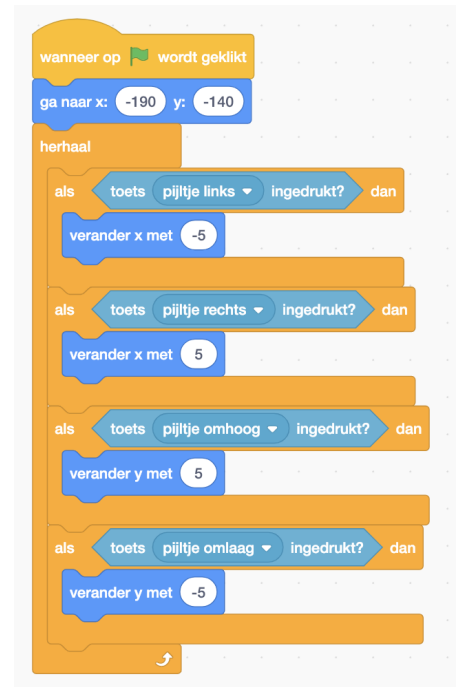 wanneer op wordt geklikt
ga naar x: -190 y: -140
herhaal
als toets pijltje links ingedrukt? dan
verander x met -5
als toets pijltje rechts ingedrukt? dan
verander x met 5
als toets pijltje omhoog ingedrukt? dan
verander y met 5
als toets pijltje omlaag ingedrukt? dan
verander y met -5